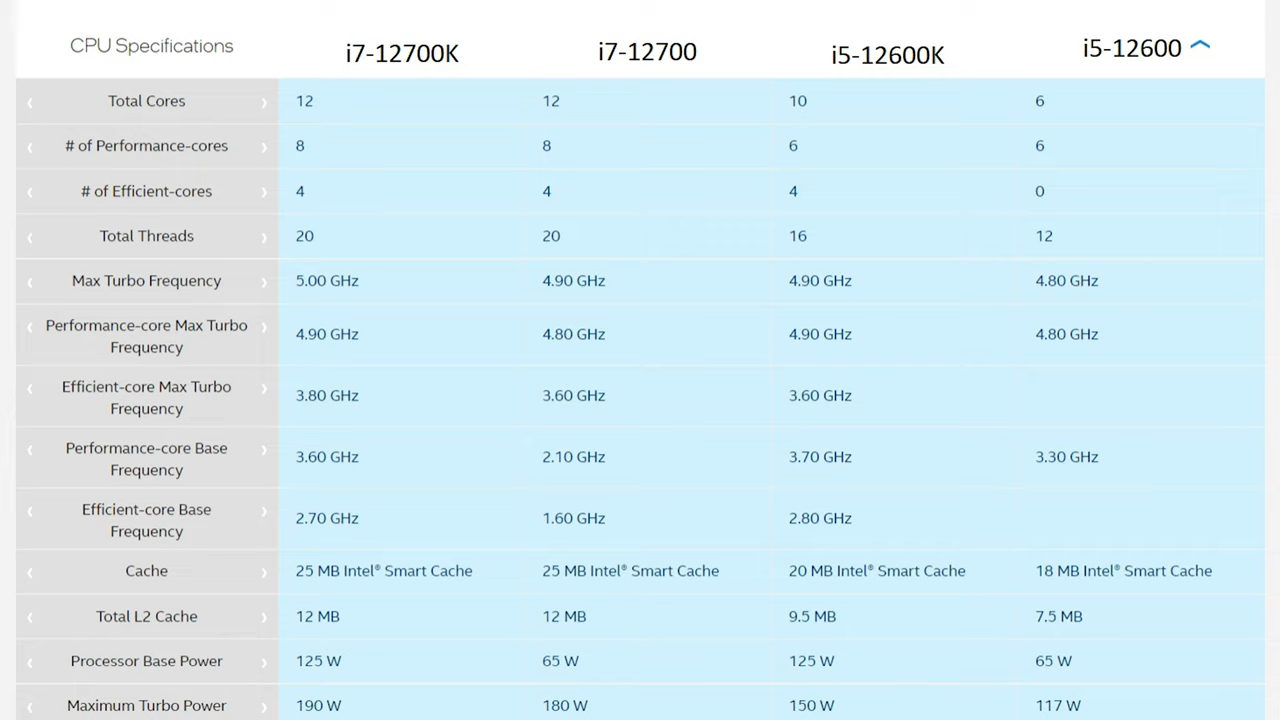 CPU Specifications i7-12700K i7-12700 i5-12600K i5-12600
Total Cores 12 12 10 6
# of Performance-cores 8 8 6 6
# of Efficient-cores 4 4 4 0
Total Threads 20 20 16 12
Max Turbo Frequency 5.00 GHz 4.90 GHz 4.90 GHz 4.80 GHz
Performance-core Max Turbo
Frequency
4.90 GHz 4.80 GHz 4.90 GHz 4.80 GHz
Efficient-core Max Turbo
Frequency
3.80 GHz 3.60 GHz 3.60 GHz
Performance-core Base
Frequency
3.60 GHz 2.10 GHz 3.70 GHz 3.30 GHz
Efficient-core Base
Frequency
2.70 GHz 1.60 GHz 2.80 GHz
Cache 25 MB Intel® Smart Cache 25 MB Intel® Smart Cache 20 MB Intel® Smart Cache 18 MB Intel® Smart Cache
Total L2 Cache 12 MB 12 MB 9.5 MB 7.5 MB
Processor Base Power 125 W 65 W 125 W 65 W
Maximum Turbo Power 190 W 180 W 150 W 117 W